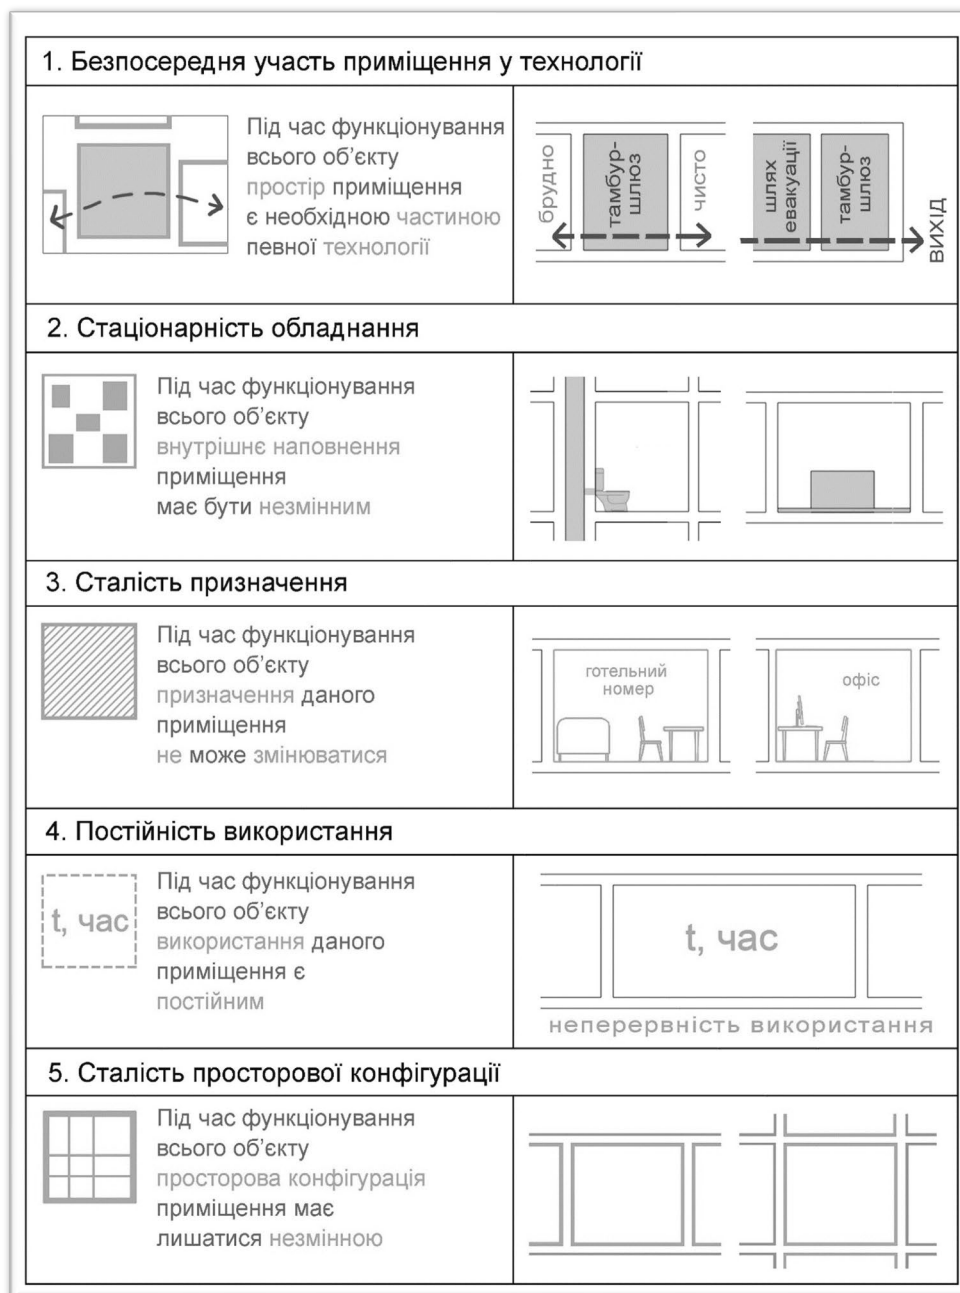 1. Безпосередня участь приміщення у технології
Під час функціонування
всього об’єкту
простір приміщення
є необхідною частиною
певної технології
брудно
тамбур-
шлюз
чисто
шлях
евакуації
тамбур-
шлюз
ВИХІД
2. Стаціонарність обладнання
Під час функціонування
всього об’єкту
внутрішнє наповнення
приміщення
має бути незмінним
3. Сталість призначення
Під час функціонування
всього об’єкту
призначення даного
приміщення
не може змінюватися
готельний
номер
офіс
4. Постійність використання
t, час
Під час функціонування
всього об’єкту
використання даного
приміщення є
постійним
t, час
неперервність використання
5. Сталість просторової конфігурації
Під час функціонування
всього об’єкту
просторова конфігурація
приміщення має
лишатися незмінною